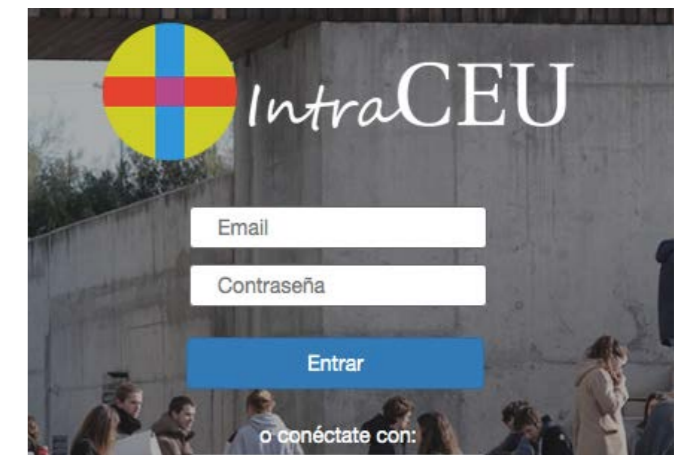 IntraCEU
Email
Contraseña
Entrar
o conéctate con: